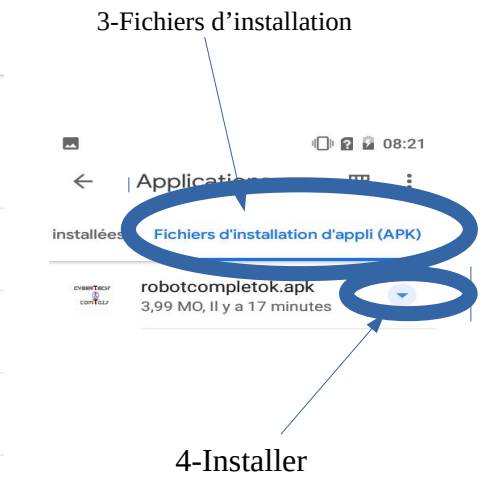 3-Fichiers d'installation
08:21
Applications
installées Fichiers d'installation d'appli (APK)
CYBERTECH
robotcompletok.apk
3,99 MO, Il y a 17 minutes
4-Installer